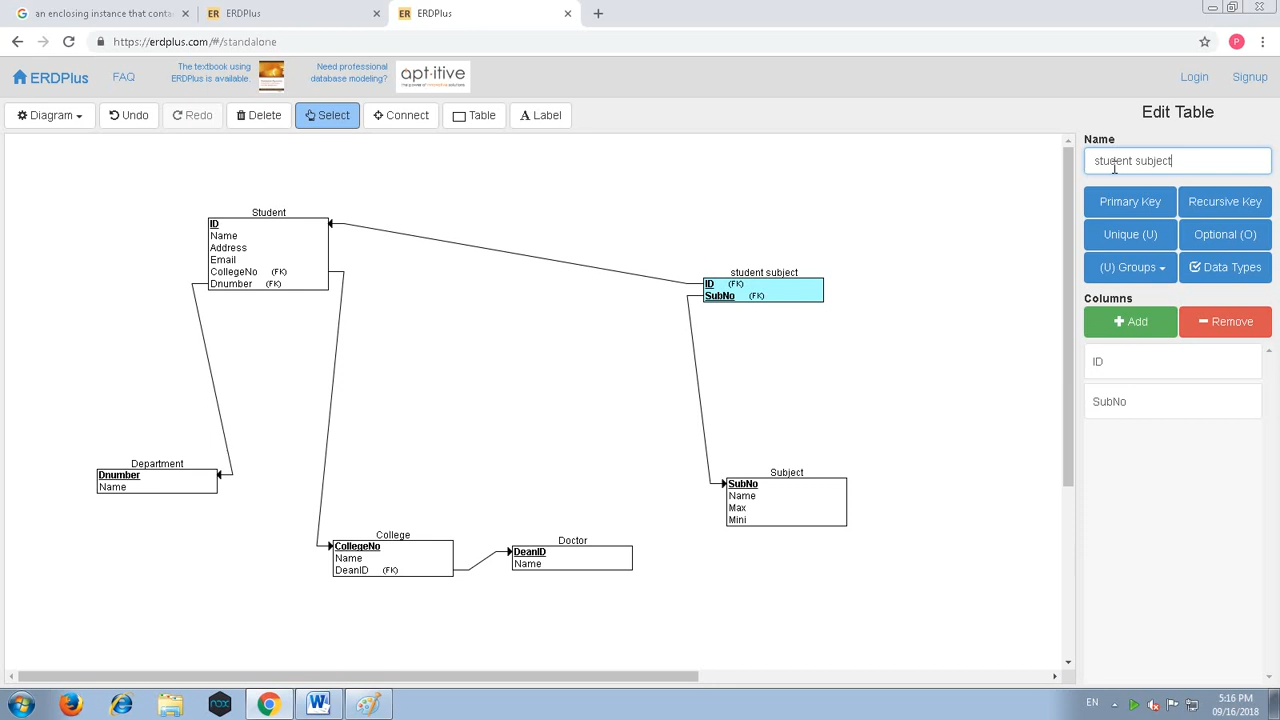 an enclosing instance that conta
ERDPlus
ERDPlus
https://erdplus.com/#/standalone
P
ERDPlus
FAQ
The textbook using
ERDPlus is available.
Need professional
database modeling?
apt·itive
Login
Signup
Diagram
Undo
Redo
Delete
Select
Connect
Table
Label
Edit Table
Name
student subject
Primary Key
Recursive Key
Unique (U)
Optional (O)
(U) Groups
Data Types
Columns
Add
Remove
ID
SubNo
Student
ID
Name
Address
Email
CollegeNo (FK)
Dnumber (FK)
student subject
ID (FK)
SubNo (FK)
Department
Dnumber
Name
Subject
SubNo
Name
Max
Mini
College
CollegeNo
Name
DeanID (FK)
Doctor
DeanID
Name
EN
5:16 PM
09/16/2018